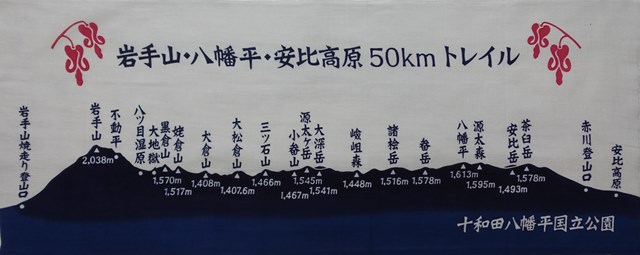 岩手山・八幡平・安比高原50kmトレイル
岩手山焼走り登山口
岩手山
2,038m
不動平
八ツ目湿原
大地獄
黒倉山
1,570m
姥倉山
1,517m
大倉山
1,408m
大松倉山
1,407.6m
三ツ石山
1,466m
小畚山
1,467m
源太ヶ岳
1,545m
大深岳
1,541m
嶮岨森
1,448m
諸桧岳
1,516m
畚岳
1,578m
八幡平
1,613m
源太森
1,595m
安比岳
1,493m
茶臼岳
1,578m
赤川登山口
安比高原
十和田八幡平国立公園